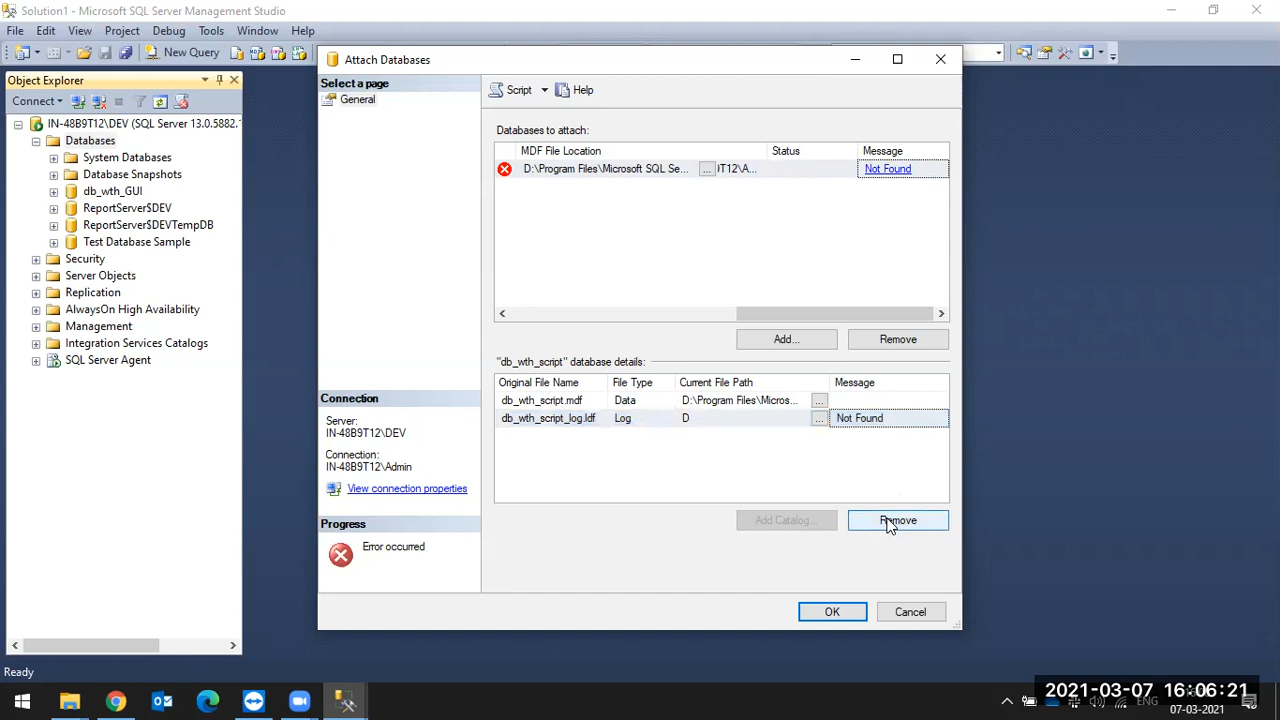 Solution1 - Microsoft SQL Server Management Studio
File Edit View Project Debug Tools Window Help
New Query
Object Explorer
Connect
IN-48B9T12\DEV (SQL Server 13.0.5882.
Databases
System Databases
Database Snapshots
db_wth_GUI
ReportServer$DEV
ReportServer$DEVTempDB
Test Database Sample
Security
Server Objects
Replication
AlwaysOn High Availability
Management
Integration Services Catalogs
SQL Server Agent
Attach Databases
Select a page
General
Script Help
Databases to attach:
MDF File Location Status Message
D:\Program Files\Microsoft SQL Se... ... )T12\A... Not Found
Add... Remove
"db_wth_script" database details:
Original File Name File Type Current File Path Message
db_wth_script.mdf Data D:\Program Files\Micros... ...
db_wth_script_log.ldf Log D ... Not Found
Add Catalog... Remove
Connection
Server:
IN-48B9T12\DEV
Connection:
IN-48B9T12\Admin
View connection properties
Progress
Error occurred
OK Cancel
Ready
2021-03-07 16:06:21
ENG
07-03-2021